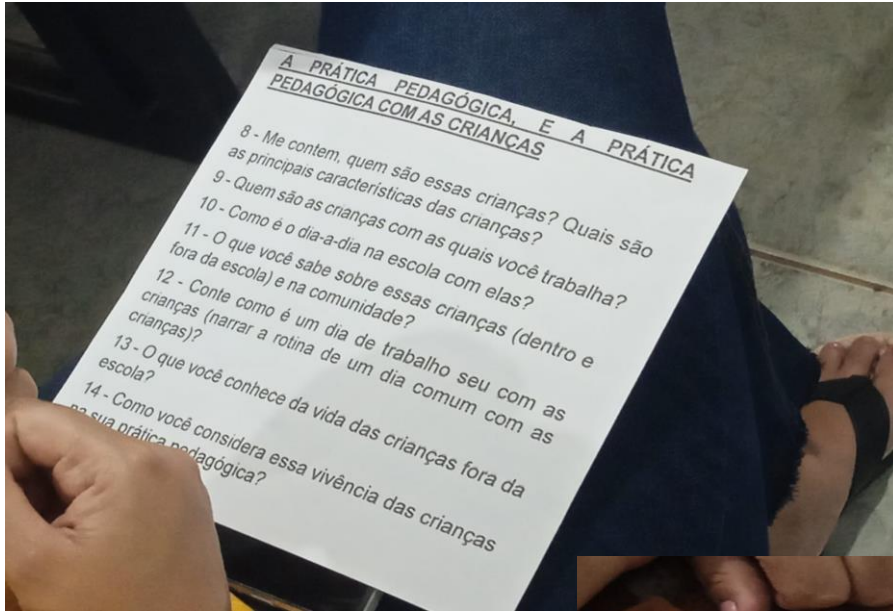 A PRÁTICA PEDAGÓGICA, E A PRÁTICA
PEDAGÓGICA COM AS CRIANÇAS
8 - Me contem, quem são essas crianças? Quais são
as principais características das crianças?
9 - Quem são as crianças com as quais você trabalha?
10 - Como é o dia-a-dia na escola com elas?
11 - O que você sabe sobre essas crianças (dentro e
fora da escola) e na comunidade?
12 - Conte como é um dia de trabalho seu com as
crianças (narrar a rotina de um dia comum com as
crianças)?
13 - O que você conhece da vida das crianças fora da
escola?
14 - Como você considera essa vivência das crianças
na sua prática pedagógica?